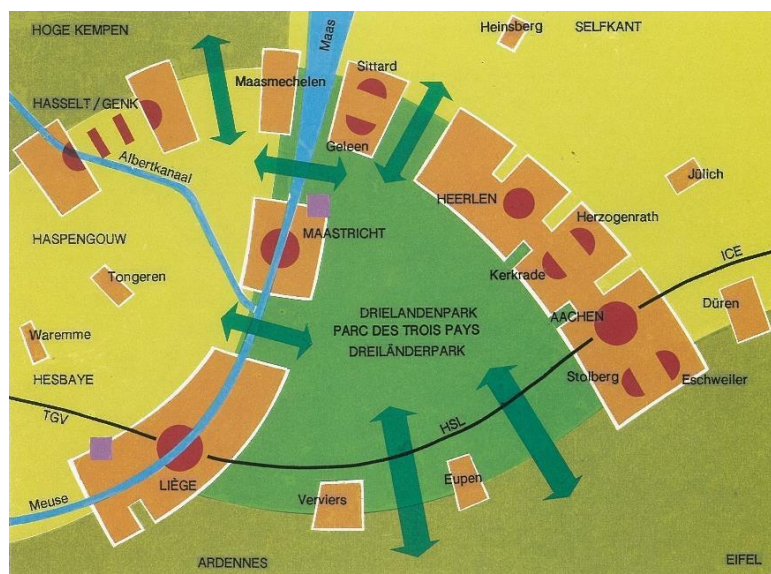 HOGE KEMPEN
Maas
Heinsberg
SELFKANT
Sittard
Maasmechelen
HASSELT / GENK
Geleen
Albertkanaal
Jülich
HEERLEN
Herzogenrath
MAASTRICHT
HASPENGOUW
ICE
Kerkrade
Tongeren
Düren
DRIELANDENPARK
PARC DES TROIS PAYS
DREILÄNDERPARK
AACHEN
Waremme
HESBAYE
Stolberg
Eschweiler
TGV
HSL
LIÈGE
Eupen
Verviers
Meuse
ARDENNES
EIFEL